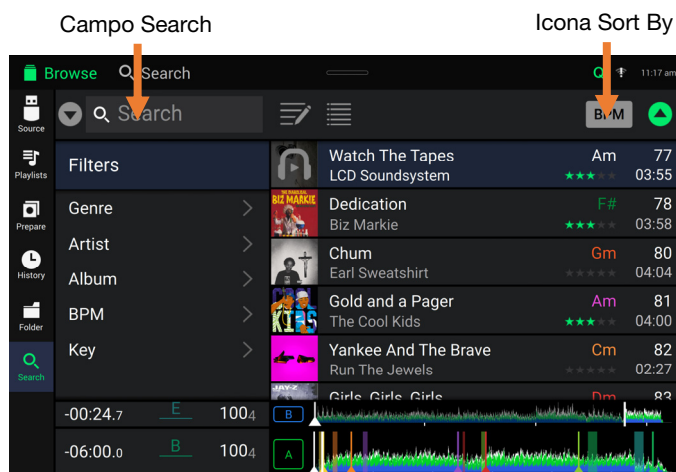 Campo Search
Icona Sort By
Browse
Search
Q
11:17 am
Source
Search
BPM
Playlists
Filters
Watch The Tapes
Am
77
LCD Soundsystem
03:55
Prepare
Genre
BIZ MARKIE
Dedication
F#
78
Biz Markie
03:58
History
Artist
Album
Chum
Gm
80
Earl Sweatshirt
04:04
Folder
BPM
KIDS
Gold and a Pager
Am
81
The Cool Kids
04:00
Search
Key
Yankee And The Brave
Cm
82
Run The Jewels
02:27
JAY-Z
Girls, Girls, Girls
Dm
83
-00:24.7
E
1004
B
-06:00.0
B
1004
A